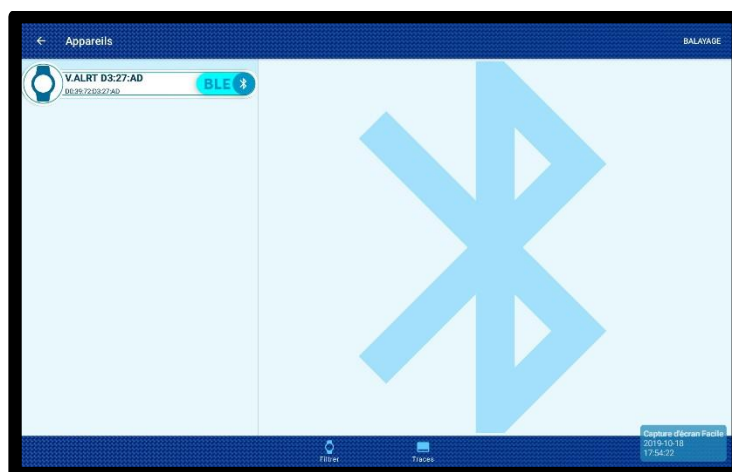 Appareils
BALAYAGE
V.ALRT D3:27:AD
D0:39:72:D3:27:AD
BLE
Filtrer
Traces
Capture d'écran Facile
2019-10-18
17:54:22